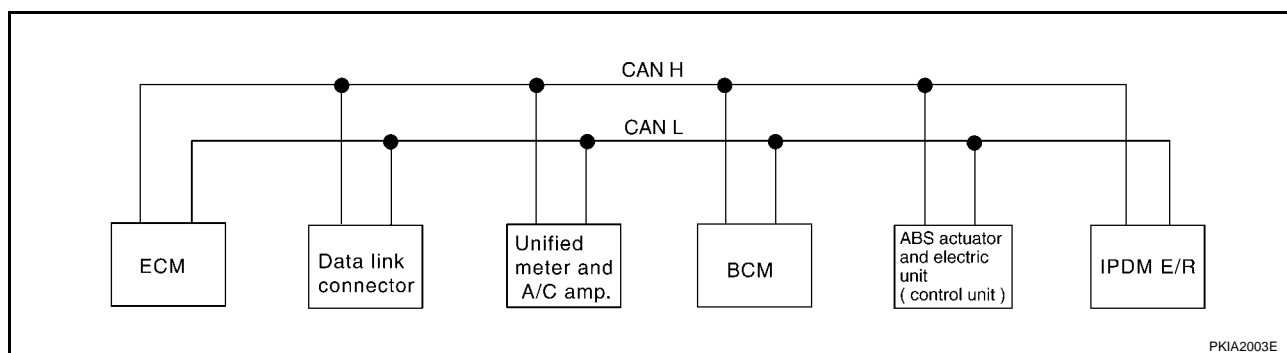 CAN H
CAN L
ECM
Data link
connector
Unified
meter and
A/C amp.
BCM
ABS actuator
and electric
unit
( control unit )
IPDM E/R
PKIA2003E